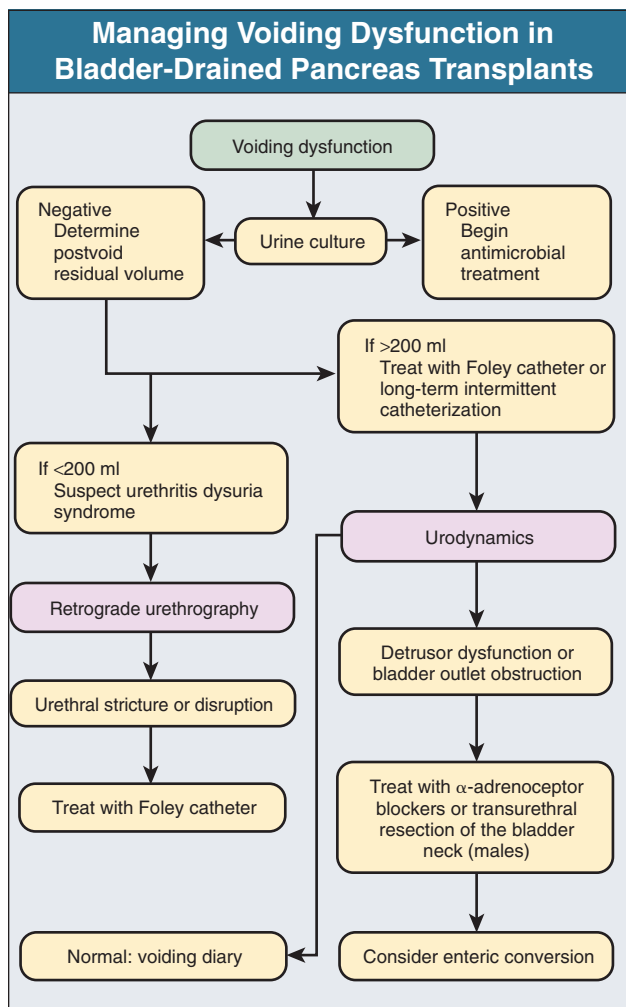 Managing Voiding Dysfunction in
Bladder-Drained Pancreas Transplants
Voiding dysfunction
Negative
Determine
postvoid
residual volume
Urine culture
Positive
Begin
antimicrobial
treatment
If >200 ml
Treat with Foley catheter or
long-term intermittent
catheterization
If <200 ml
Suspect urethritis dysuria
syndrome
Urodynamics
Retrograde urethrography
Detrusor dysfunction or
bladder outlet obstruction
Urethral stricture or disruption
Treat with Foley catheter
Treat with α-adrenoceptor
blockers or transurethral
resection of the bladder
neck (males)
Normal: voiding diary
Consider enteric conversion